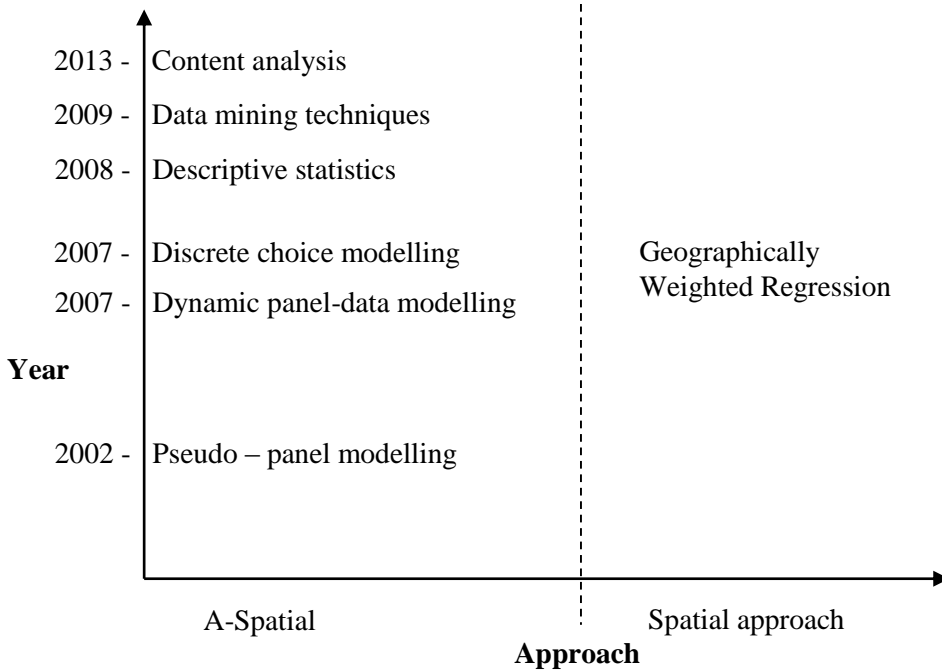 2013 - Content analysis
2009 - Data mining techniques
2008 - Descriptive statistics
2007 - Discrete choice modelling
Geographically
Weighted Regression
2007 - Dynamic panel-data modelling
Year
2002 - Pseudo – panel modelling
A-Spatial
Spatial approach
Approach